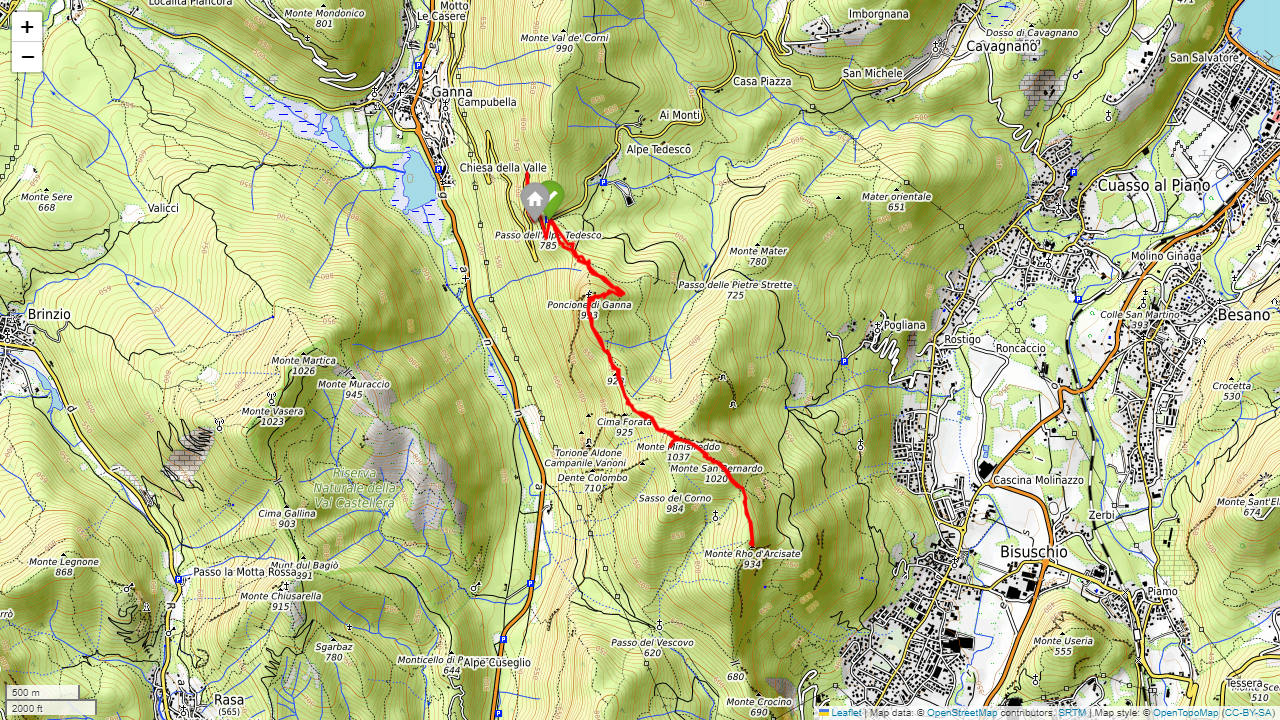 Località Piancora
Motto
Le Casere
Monte Mondonico
801
Imborgnana
471
+
−
Monte Val de' Corni
990
Dosso di Cavagnano
Cavagnano
San Salvatore
San Michele
Casa Piazza
Ganna
Campubella
Ai Monti
Alpe Tedesco
Chiesa della Valle
Cuasso al Piano
Monte Sere
668
Valicci
Mater orientale
651
Passo dell'Alpe Tedesco
785
Monte Mater
780
Molino Ginaga
Passo delle Pietre Strette
725
Poncione di Ganna
993
Brinzio
Colle San Martino
393
Besano
Pogliana
Rostigo
Roncaccio
Monte Martica
1026
Monte Muraccio
945
Crocetta
530
Monte Vasera
1023
Cima Forata
925
Monte Minisfreddo
1037
Torione Aldone
Campanile Vanoni
Monte San Bernardo
1020
Dente Colombo
710
Riserva
Naturale della
Val Castellera
Cascina Molinazzo
Sasso del Corno
984
Monte Sant'El
674
Cima Gallina
903
Zerbi
Monte Legnone
868
Monte Rho d'Arcisate
934
Bisuschio
Passo la Motta Rossa
Munt dul Bagiò
891
Monte Chiusarella
915
Piamo
Sgarbaz
780
Passo del Vescovo
620
Monte Useria
555
Monticello di P
644
Alpe Cuseglio
680
Tessera
510
500 m
2000 ft
Rasa
(565)
Monte Crocino
690
Leaflet | Map data: © OpenStreetMap contributors, SRTM | Map style: © OpenTopoMap (CC-BY-SA)